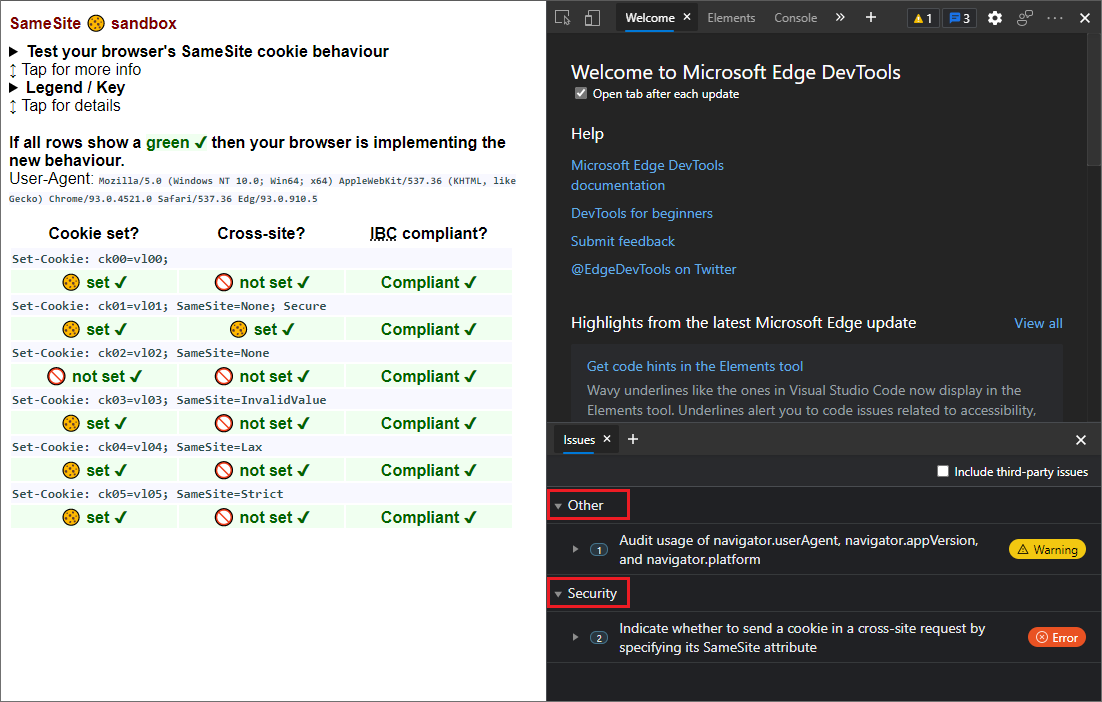 SameSite 🍪 sandbox
▶ Test your browser's SameSite cookie behaviour
↕ Tap for more info
▶ Legend / Key
↕ Tap for details
If all rows show a green ✔ then your browser is implementing the
new behaviour.
User-Agent: Mozilla/5.0 (Windows NT 10.0; Win64; x64) AppleWebKit/537.36 (KHTML, like
Gecko) Chrome/93.0.4521.0 Safari/537.36 Edg/93.0.910.5
Cookie set? Cross-site? IBC compliant?
Set-Cookie: ck00=vl00;
🍪 set ✔ 🚫 not set ✔ Compliant ✔
Set-Cookie: ck01=vl01; SameSite=None; Secure
🍪 set ✔ 🍪 set ✔ Compliant ✔
Set-Cookie: ck02=vl02; SameSite=None
🚫 not set ✔ 🚫 not set ✔ Compliant ✔
Set-Cookie: ck03=vl03; SameSite=InvalidValue
🍪 set ✔ 🚫 not set ✔ Compliant ✔
Set-Cookie: ck04=vl04; SameSite=Lax
🍪 set ✔ 🚫 not set ✔ Compliant ✔
Set-Cookie: ck05=vl05; SameSite=Strict
🍪 set ✔ 🚫 not set ✔ Compliant ✔
Welcome × Elements Console » + 1 3 ··· ×
Welcome to Microsoft Edge DevTools
Open tab after each update
Help
Microsoft Edge DevTools
documentation
DevTools for beginners
Submit feedback
@EdgeDevTools on Twitter
Highlights from the latest Microsoft Edge update View all
Get code hints in the Elements tool
Wavy underlines like the ones in Visual Studio Code now display in the
Elements tool. Underlines alert you to code issues related to accessibility,
Issues × + ×
Include third-party issues
Other
1 Audit usage of navigator.userAgent, navigator.appVersion,
and navigator.platform
Warning
Security
2 Indicate whether to send a cookie in a cross-site request by
specifying its SameSite attribute
Error